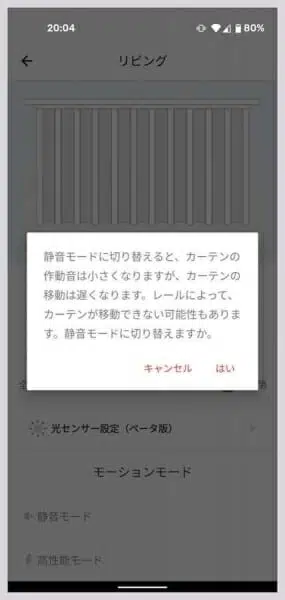 20:04
80%
リビング
静音モードに切り替えると、カーテンの
作動音は小さくなりますが、カーテンの
移動は遅くなります。レールによって、
カーテンが移動できない可能性もありま
す。静音モードに切り替えますか。
キャンセル はい
光センサー設定（ベータ版）
モーションモード
静音モード
高性能モード